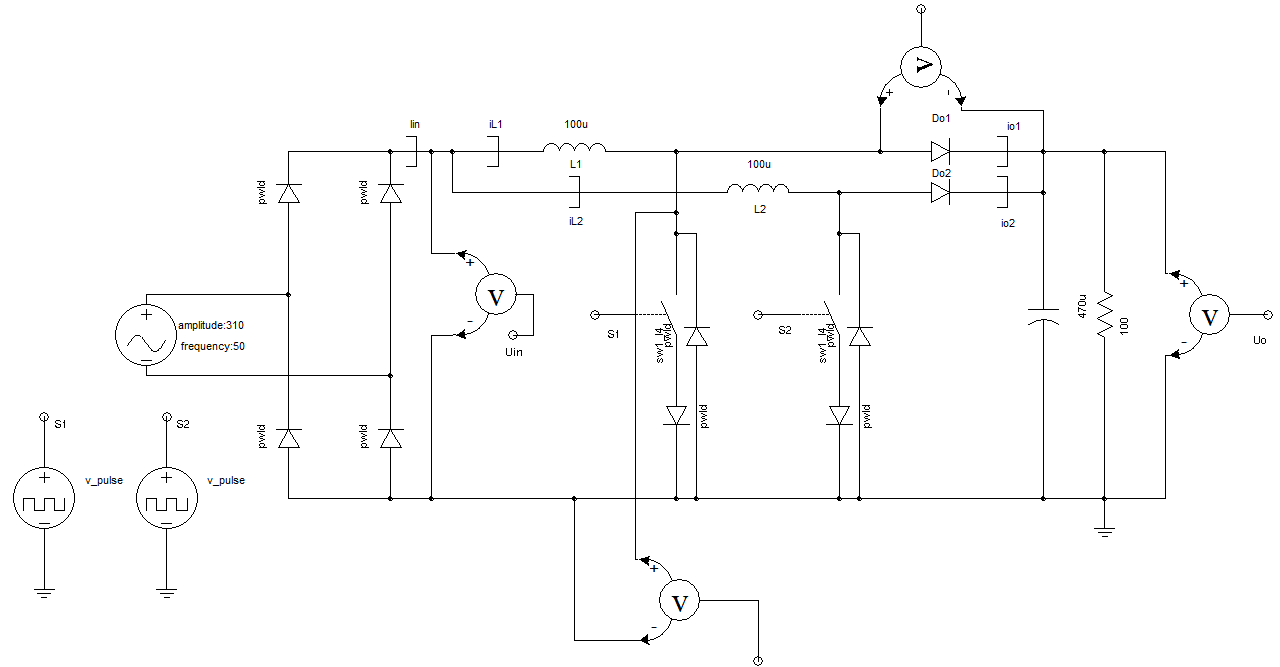 V
+
-
Do1
Iin
iL1
100u
io1
L1
100u
Do2
pwld
pwld
iL2
L2
io2
+
V
-
Uin
+
amplitude:310
frequency:50
S1
sw1_l4
pwld
S2
sw1_l4
pwld
470u
100
+
V
-
Uo
pwld
pwld
pwld
pwld
S1
S2
+
v_pulse
+
v_pulse
+
V
-